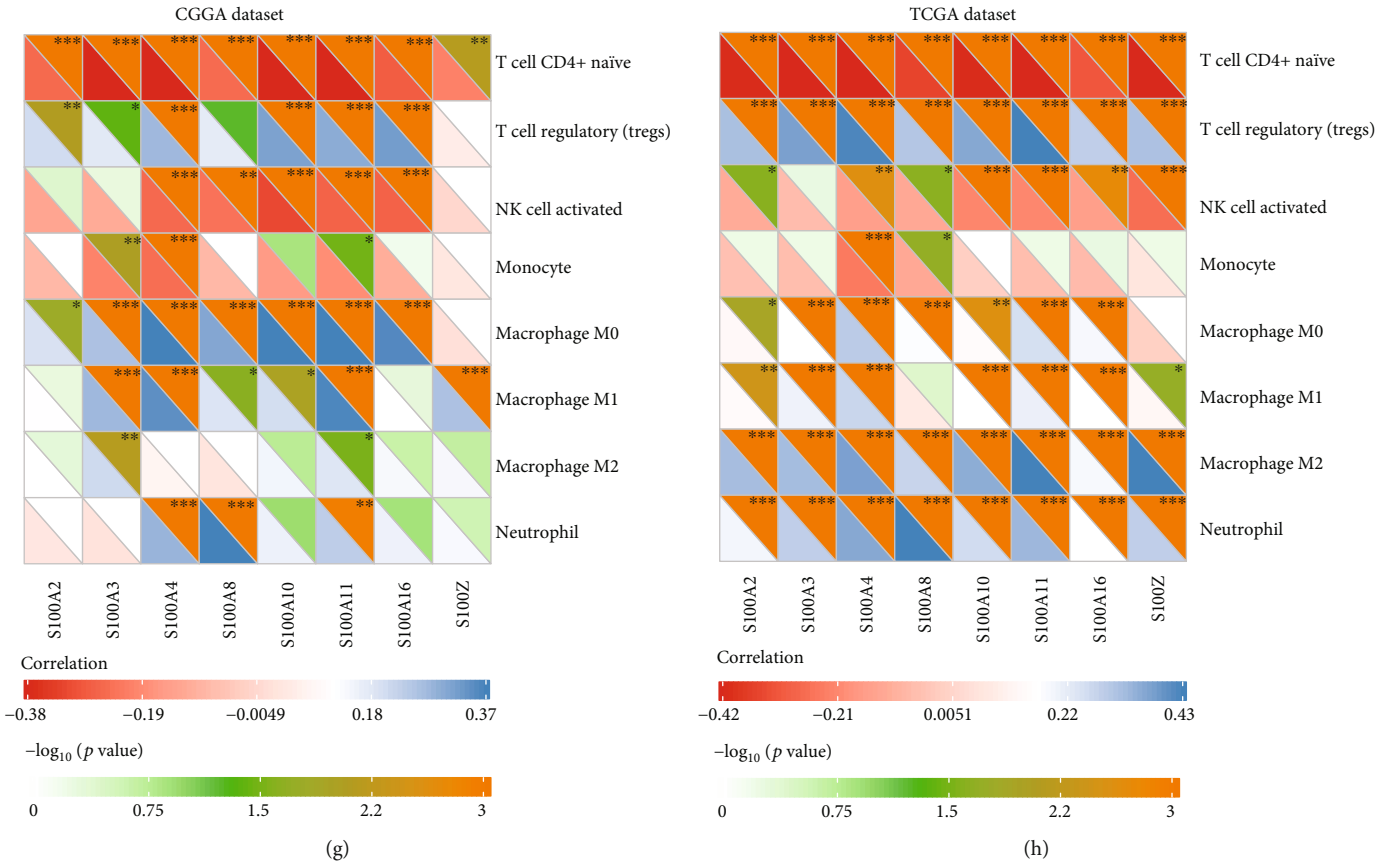 CGGA dataset
*** *** *** *** *** *** *** **
T cell CD4+ naïve
** * *** *** *** ***
T cell regulatory (tregs)
*** ** *** *** ***
NK cell activated
** *** *
Monocyte
* *** *** *** *** *** ***
Macrophage M0
*** *** * * *** ***
Macrophage M1
** *
Macrophage M2
*** *** **
Neutrophil
S100A2
S100A3
S100A4
S100A8
S100A10
S100A11
S100A16
S100Z
Correlation
−0.38 −0.19 −0.0049 0.18 0.37
−log10 (p value)
0 0.75 1.5 2.2 3
(g)
TCGA dataset
*** *** *** *** *** *** *** ***
T cell CD4+ naïve
*** *** *** *** *** *** *** ***
T cell regulatory (tregs)
* ** * *** *** ** ***
NK cell activated
*** *
Monocyte
* *** *** *** ** *** ***
Macrophage M0
** *** *** *** *** *** *
Macrophage M1
*** *** *** *** *** *** *** ***
Macrophage M2
*** *** *** *** *** *** *** ***
Neutrophil
S100A2
S100A3
S100A4
S100A8
S100A10
S100A11
S100A16
S100Z
Correlation
−0.42 −0.21 0.0051 0.22 0.43
−log10 (p value)
0 0.75 1.5 2.2 3
(h)